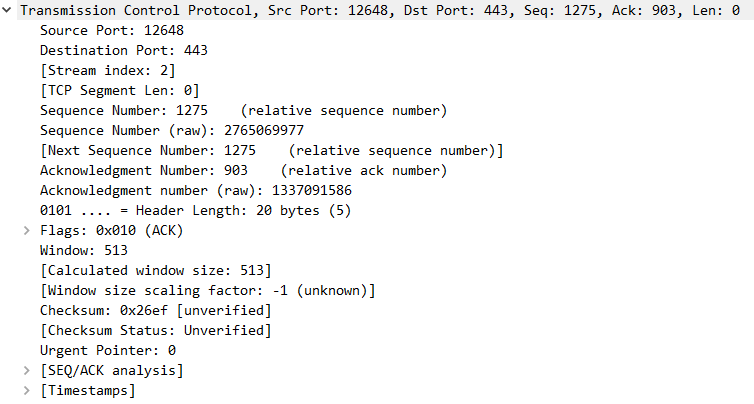 Transmission Control Protocol, Src Port: 12648, Dst Port: 443, Seq: 1275, Ack: 903, Len: 0
Source Port: 12648
Destination Port: 443
[Stream index: 2]
[TCP Segment Len: 0]
Sequence Number: 1275    (relative sequence number)
Sequence Number (raw): 2765069977
[Next Sequence Number: 1275    (relative sequence number)]
Acknowledgment Number: 903    (relative ack number)
Acknowledgment number (raw): 1337091586
0101 .... = Header Length: 20 bytes (5)
Flags: 0x010 (ACK)
Window: 513
[Calculated window size: 513]
[Window size scaling factor: -1 (unknown)]
Checksum: 0x26ef [unverified]
[Checksum Status: Unverified]
Urgent Pointer: 0
[SEQ/ACK analysis]
[Timestamps]